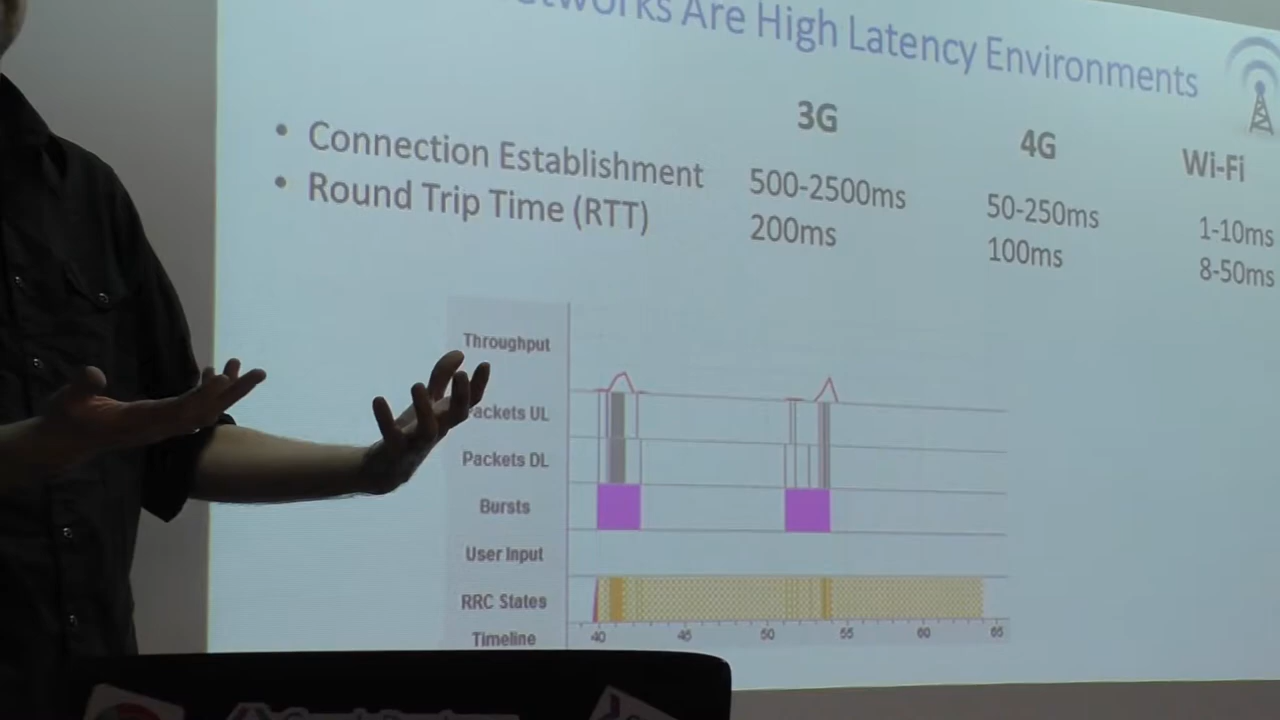 Are High Latency Environments
3G 4G Wi-Fi
• Connection Establishment 500-2500ms 50-250ms 1-10ms
• Round Trip Time (RTT) 200ms 100ms 8-50ms
Throughput
Packets UL
Packets DL
Bursts
User Input
RRC States
Timeline 40 45 50 55 60 65